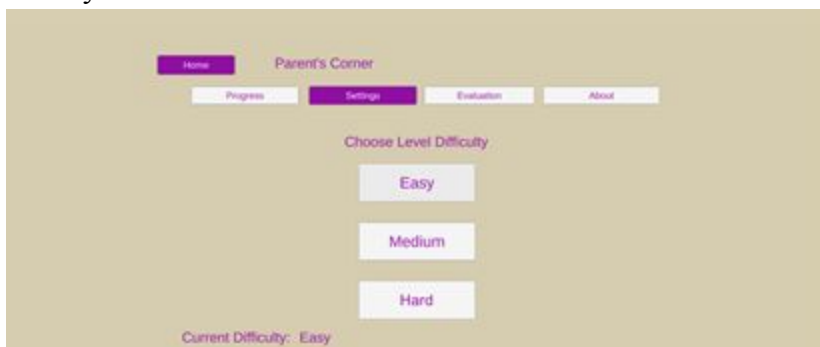 Home Parent's Corner
Progress Settings Evaluation About
Choose Level Difficulty
Easy
Medium
Hard
Current Difficulty: Easy